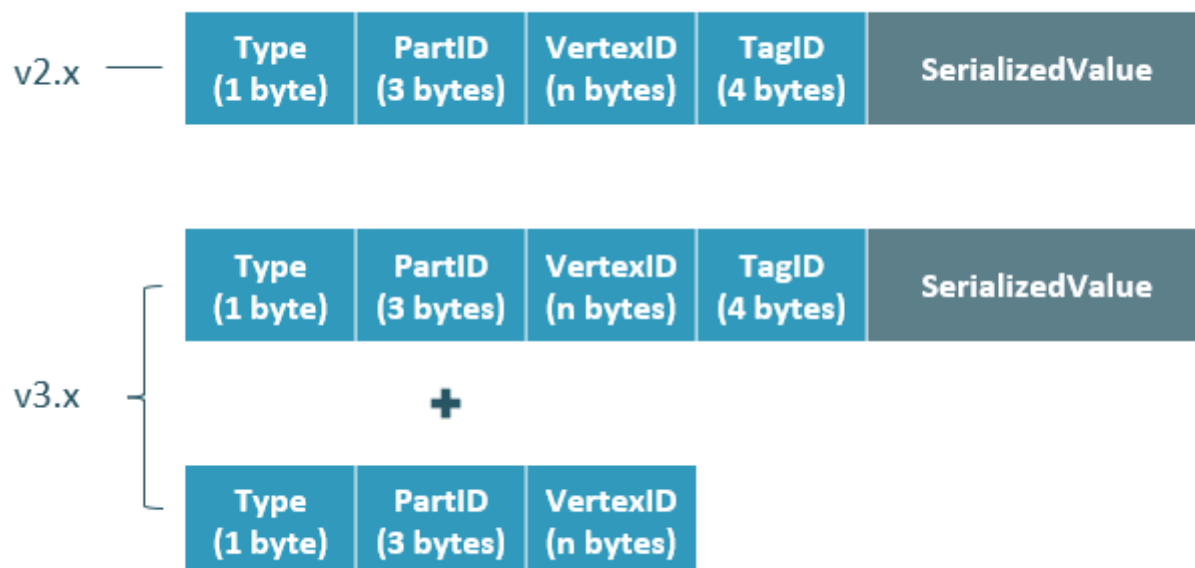 v2.x
Type
(1 byte)
PartID
(3 bytes)
VertexID
(n bytes)
TagID
(4 bytes)
SerializedValue
v3.x
Type
(1 byte)
PartID
(3 bytes)
VertexID
(n bytes)
TagID
(4 bytes)
SerializedValue
+
Type
(1 byte)
PartID
(3 bytes)
VertexID
(n bytes)